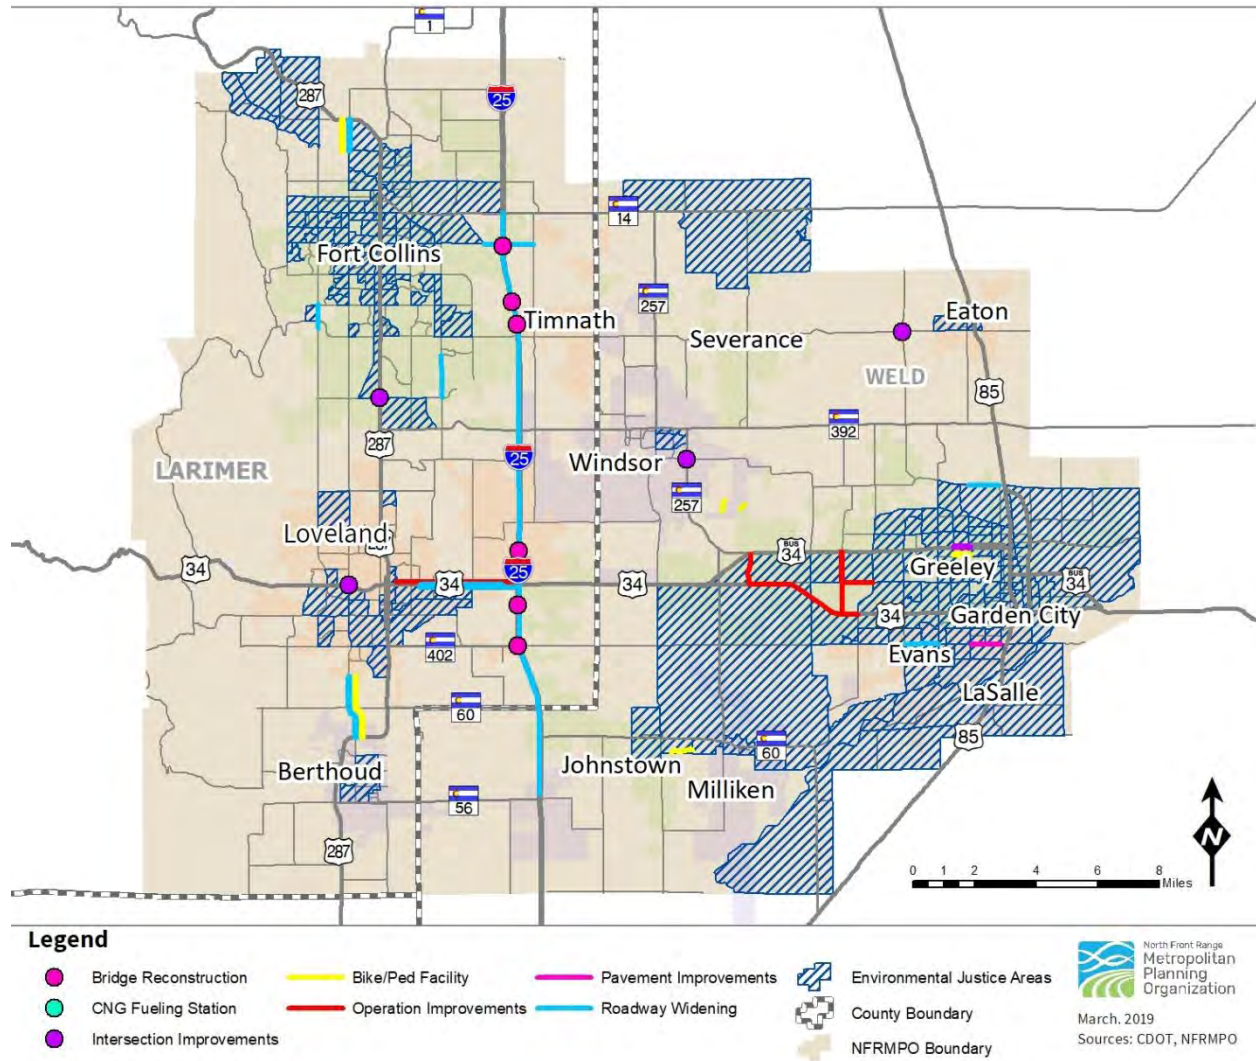 1
287
25
14
Fort Collins
257
Timnath
Eaton
Severance
WELD
85
392
287
25
LARIMER
Windsor
257
Loveland
287
25
BUS
34
34
34
34
Greeley
BUS
34
34
Garden City
402
Evans
LaSalle
60
85
60
Johnstown
Berthoud
Milliken
56
287
N
0 1 2 4 6 8
Miles
Legend
Bridge Reconstruction
CNG Fueling Station
Intersection Improvements
Bike/Ped Facility
Operation Improvements
Pavement Improvements
Roadway Widening
Environmental Justice Areas
County Boundary
NFRMPO Boundary
North Front Range
Metropolitan
Planning
Organization
March. 2019
Sources: CDOT, NFRMPO